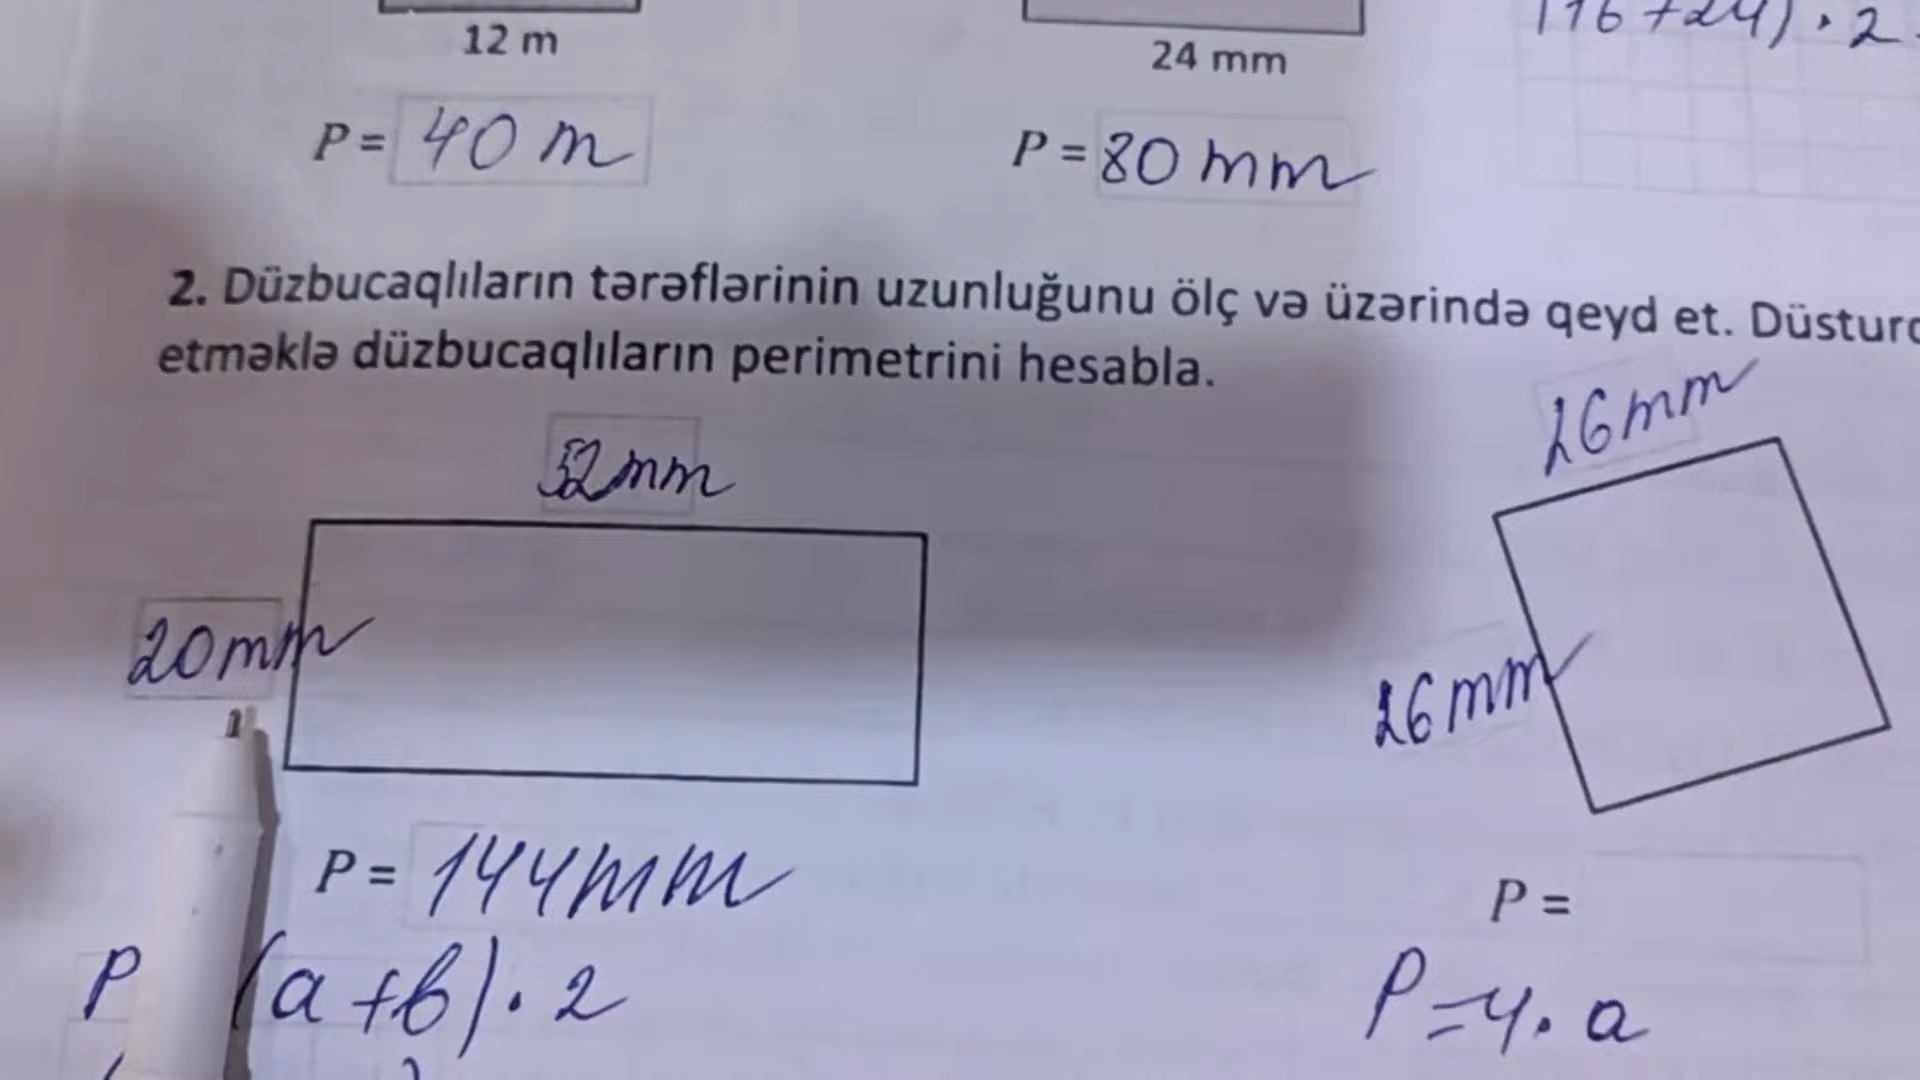 12 m
24 mm
(16+24)·2
P= 40 m
P= 80 mm
2. Düzbucaqlıların tərəflərinin uzunluğunu ölç və üzərində qeyd et.
etməklə düzbucaqlıların perimetrini hesabla.
52mm
26mm
20mm
26mm
P= 144mm
P=
P (a+b)·2
P=4·a